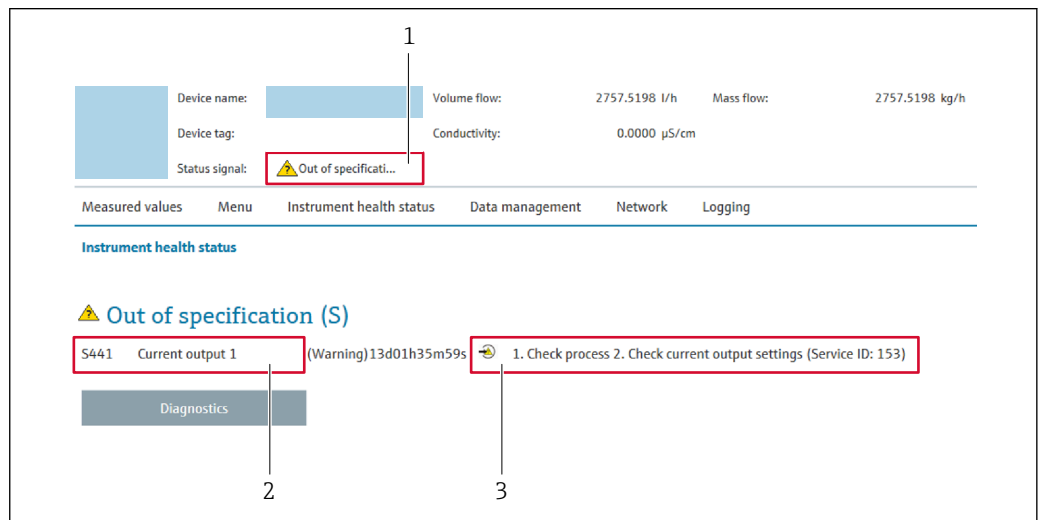 1
Device name: Volume flow: 2757.5198 l/h Mass flow: 2757.5198 kg/h
Device tag: Conductivity: 0.0000 µS/cm
Status signal: Out of specificati...
Measured values Menu Instrument health status Data management Network Logging
Instrument health status
Out of specification (S)
S441 Current output 1 (Warning)13d01h35m59s 1. Check process 2. Check current output settings (Service ID: 153)
Diagnostics
2 3